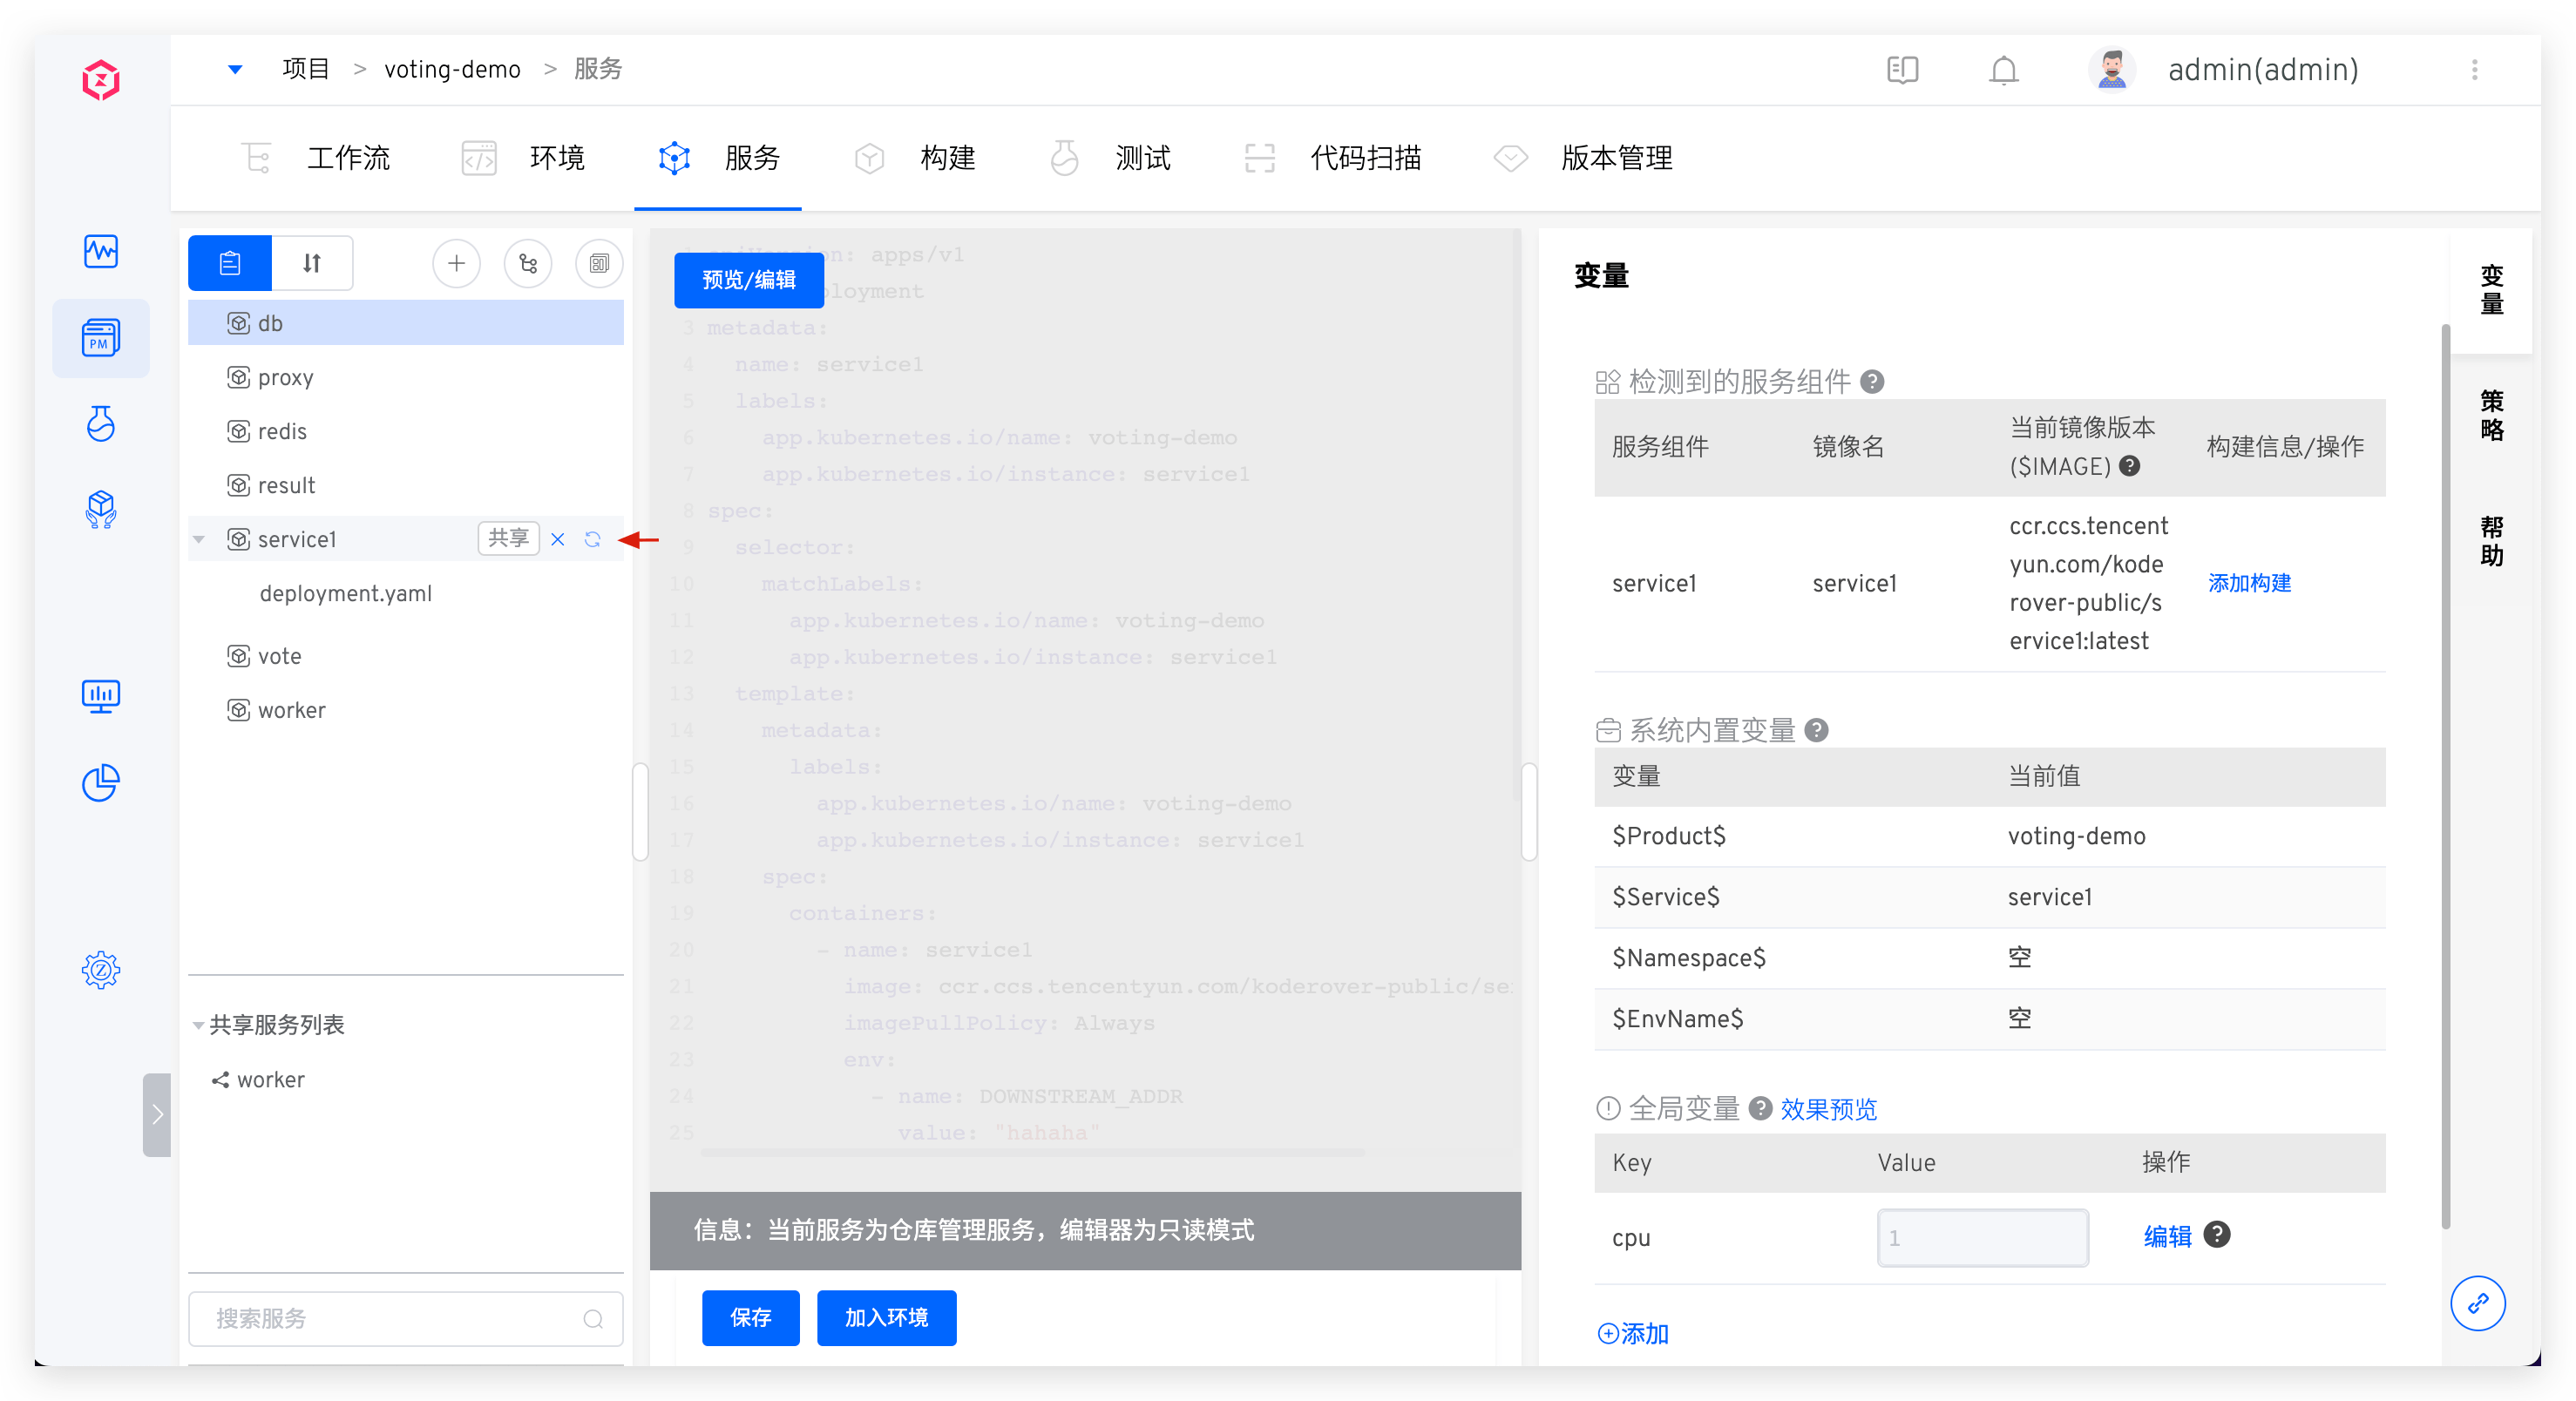 项目 > voting-demo > 服务
admin(admin)
工作流
环境
服务
构建
测试
代码扫描
版本管理
PM
db
proxy
redis
result
service1
共享
deployment.yaml
vote
worker
共享服务列表
worker
搜索服务
预览/编辑
n: apps/v1
loyment
3 metadata:
4 name: service1
5 labels:
6 app.kubernetes.io/name: voting-demo
7 app.kubernetes.io/instance: service1
8 spec:
9 selector:
10 matchLabels:
11 app.kubernetes.io/name: voting-demo
12 app.kubernetes.io/instance: service1
13 template:
14 metadata:
15 labels:
16 app.kubernetes.io/name: voting-demo
17 app.kubernetes.io/instance: service1
18 spec:
19 containers:
20 - name: service1
21 image: ccr.ccs.tencentyun.com/koderover-public/se
22 imagePullPolicy: Always
23 env:
24 - name: DOWNSTREAM_ADDR
25 value: "hahaha"
信息：当前服务为仓库管理服务，编辑器为只读模式
保存
加入环境
变量
检测到的服务组件
服务组件 镜像名 当前镜像版本 ($IMAGE) 构建信息/操作
service1 service1 ccr.ccs.tencent
yun.com/kode
rover-public/s
ervice1:latest
添加构建
系统内置变量
变量 当前值
$Product$ voting-demo
$Service$ service1
$Namespace$ 空
$EnvName$ 空
全局变量 效果预览
Key Value 操作
cpu 1 编辑
添加
变量
策略
帮助